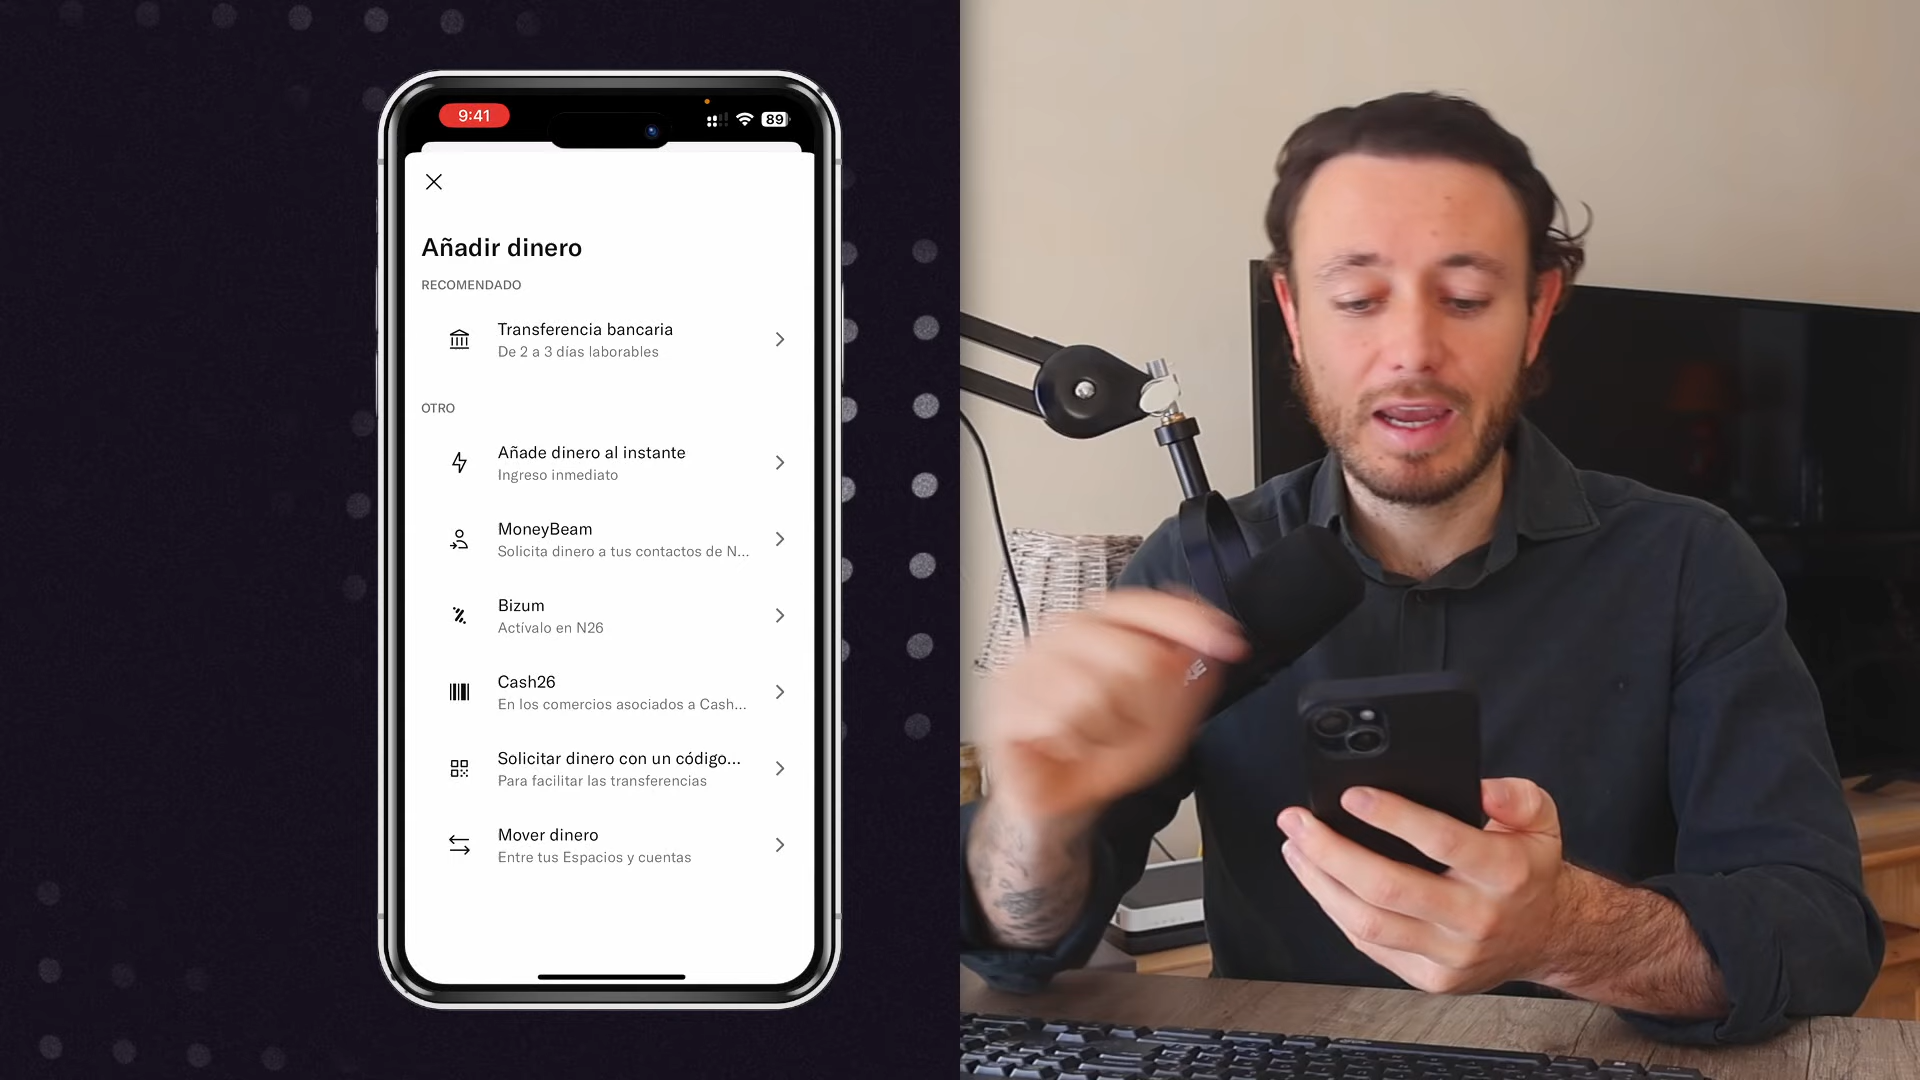 9:41
89
Añadir dinero
RECOMENDADO
Transferencia bancaria
De 2 a 3 días laborables
OTRO
Añade dinero al instante
Ingreso inmediato
MoneyBeam
Solicita dinero a tus contactos de N...
Bizum
Actívalo en N26
Cash26
En los comercios asociados a Cash...
Solicitar dinero con un código...
Para facilitar las transferencias
Mover dinero
Entre tus Espacios y cuentas